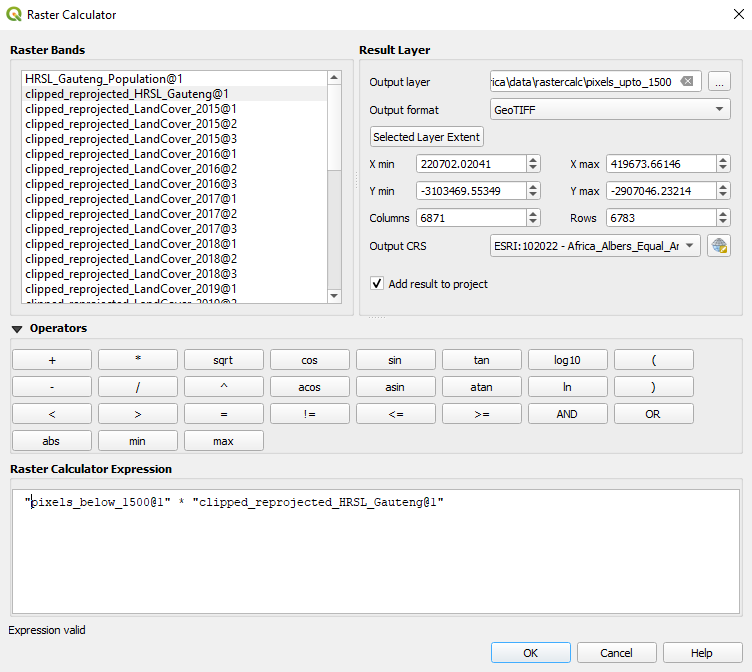 Raster Calculator
Raster Bands
HRSL_Gauteng_Population@1
clipped_reprojected_HRSL_Gauteng@1
clipped_reprojected_LandCover_2015@1
clipped_reprojected_LandCover_2015@2
clipped_reprojected_LandCover_2015@3
clipped_reprojected_LandCover_2016@1
clipped_reprojected_LandCover_2016@2
clipped_reprojected_LandCover_2016@3
clipped_reprojected_LandCover_2017@1
clipped_reprojected_LandCover_2017@2
clipped_reprojected_LandCover_2017@3
clipped_reprojected_LandCover_2018@1
clipped_reprojected_LandCover_2018@2
clipped_reprojected_LandCover_2018@3
clipped_reprojected_LandCover_2019@1
clipped_reprojected_LandCover_2019@2
Result Layer
Output layer rica\data\rastercalc\pixels_upto_1500 ...
Output format GeoTIFF
Selected Layer Extent
X min 220702.02041 X max 419673.66146
Y min -3103469.55349 Y max -2907046.23214
Columns 6871 Rows 6783
Output CRS ESRI:102022 - Africa_Albers_Equal_Ar
Add result to project
Operators
+ * sqrt cos sin tan log10 (
- / ^ acos asin atan ln )
< > = != <= >= AND OR
abs min max
Raster Calculator Expression
"pixels_below_1500@1" * "clipped_reprojected_HRSL_Gauteng@1"
Expression valid
OK Cancel Help